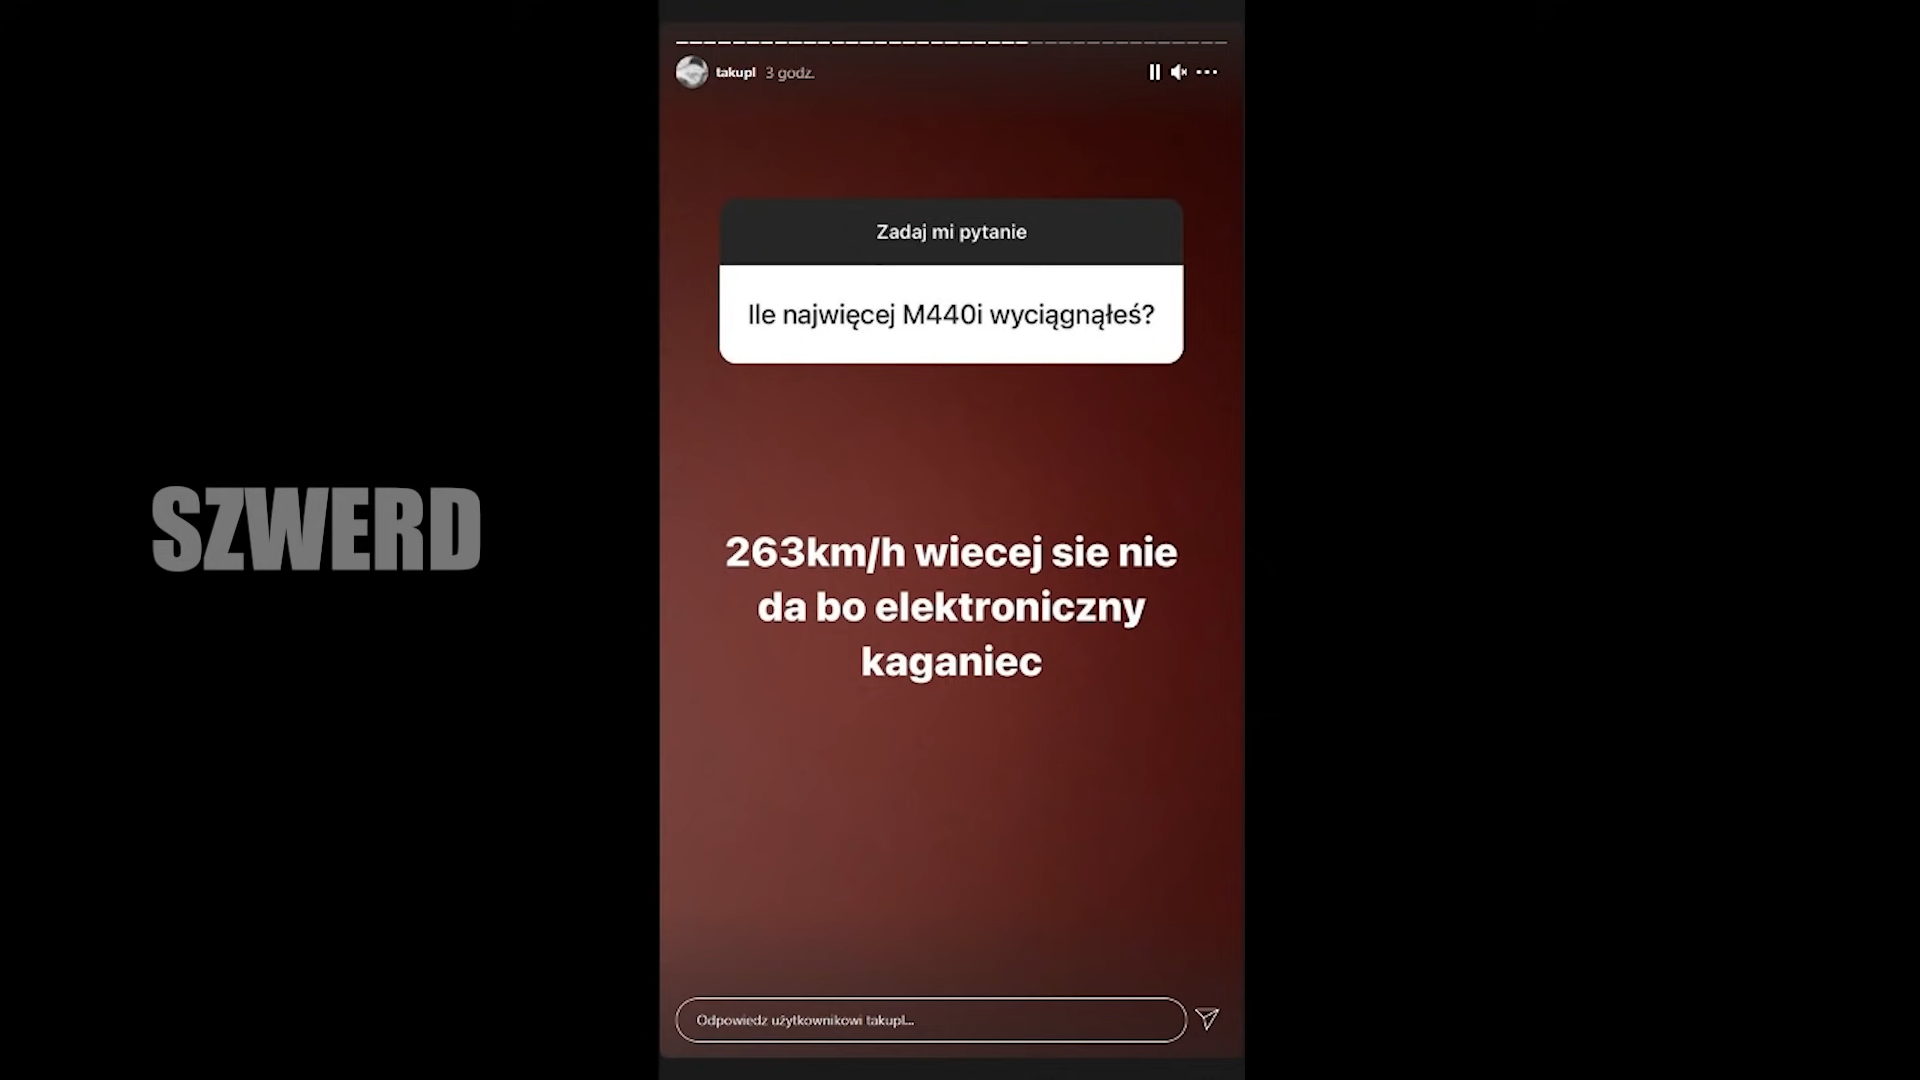 takupl 3 godz.
Zadaj mi pytanie
Ile najwięcej M440i wyciągnąłeś?
SZWERD
263km/h wiecej sie nie
da bo elektroniczny
kaganiec
Odpowiedz użytkownikowi takupl...